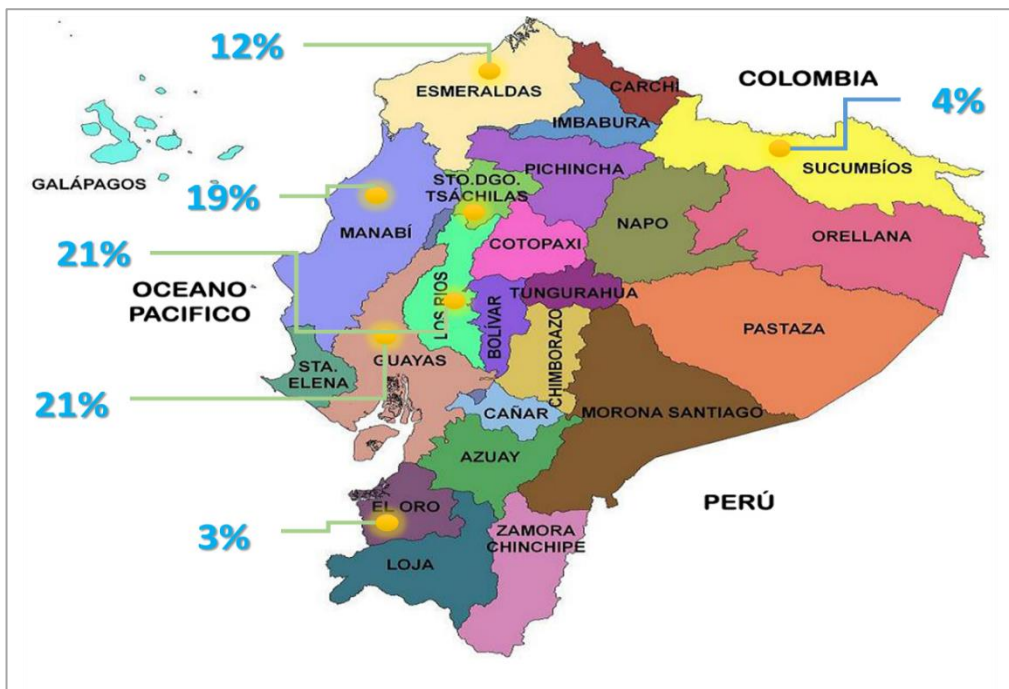 12%
ESMERALDAS
CARCHI
COLOMBIA
4%
IMBABURA
PICHINCHA
SUCUMBÍOS
GALÁPAGOS
STO.DGO.
TSÁCHILAS
19%
MANABÍ
NAPO
ORELLANA
COTOPAXI
21%
OCEANO
PACIFICO
LOS RIOS
BOLÍVAR
TUNGURAHUA
CHIMBORAZO
PASTAZA
STA.
ELENA
GUAYAS
21%
CAÑAR
MORONA SANTIAGO
AZUAY
PERÚ
EL ORO
3%
ZAMORA
CHINCHIPE
LOJA